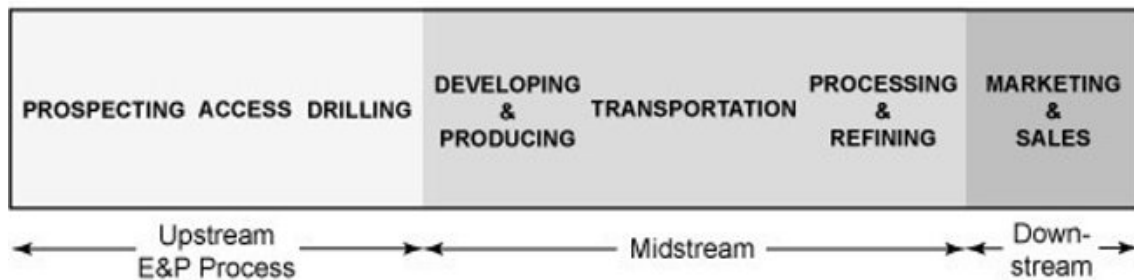 PROSPECTING ACCESS DRILLING
DEVELOPING
&
PRODUCING
TRANSPORTATION
PROCESSING
&
REFINING
MARKETING
&
SALES
Upstream
E&P Process
Midstream
Down-
stream